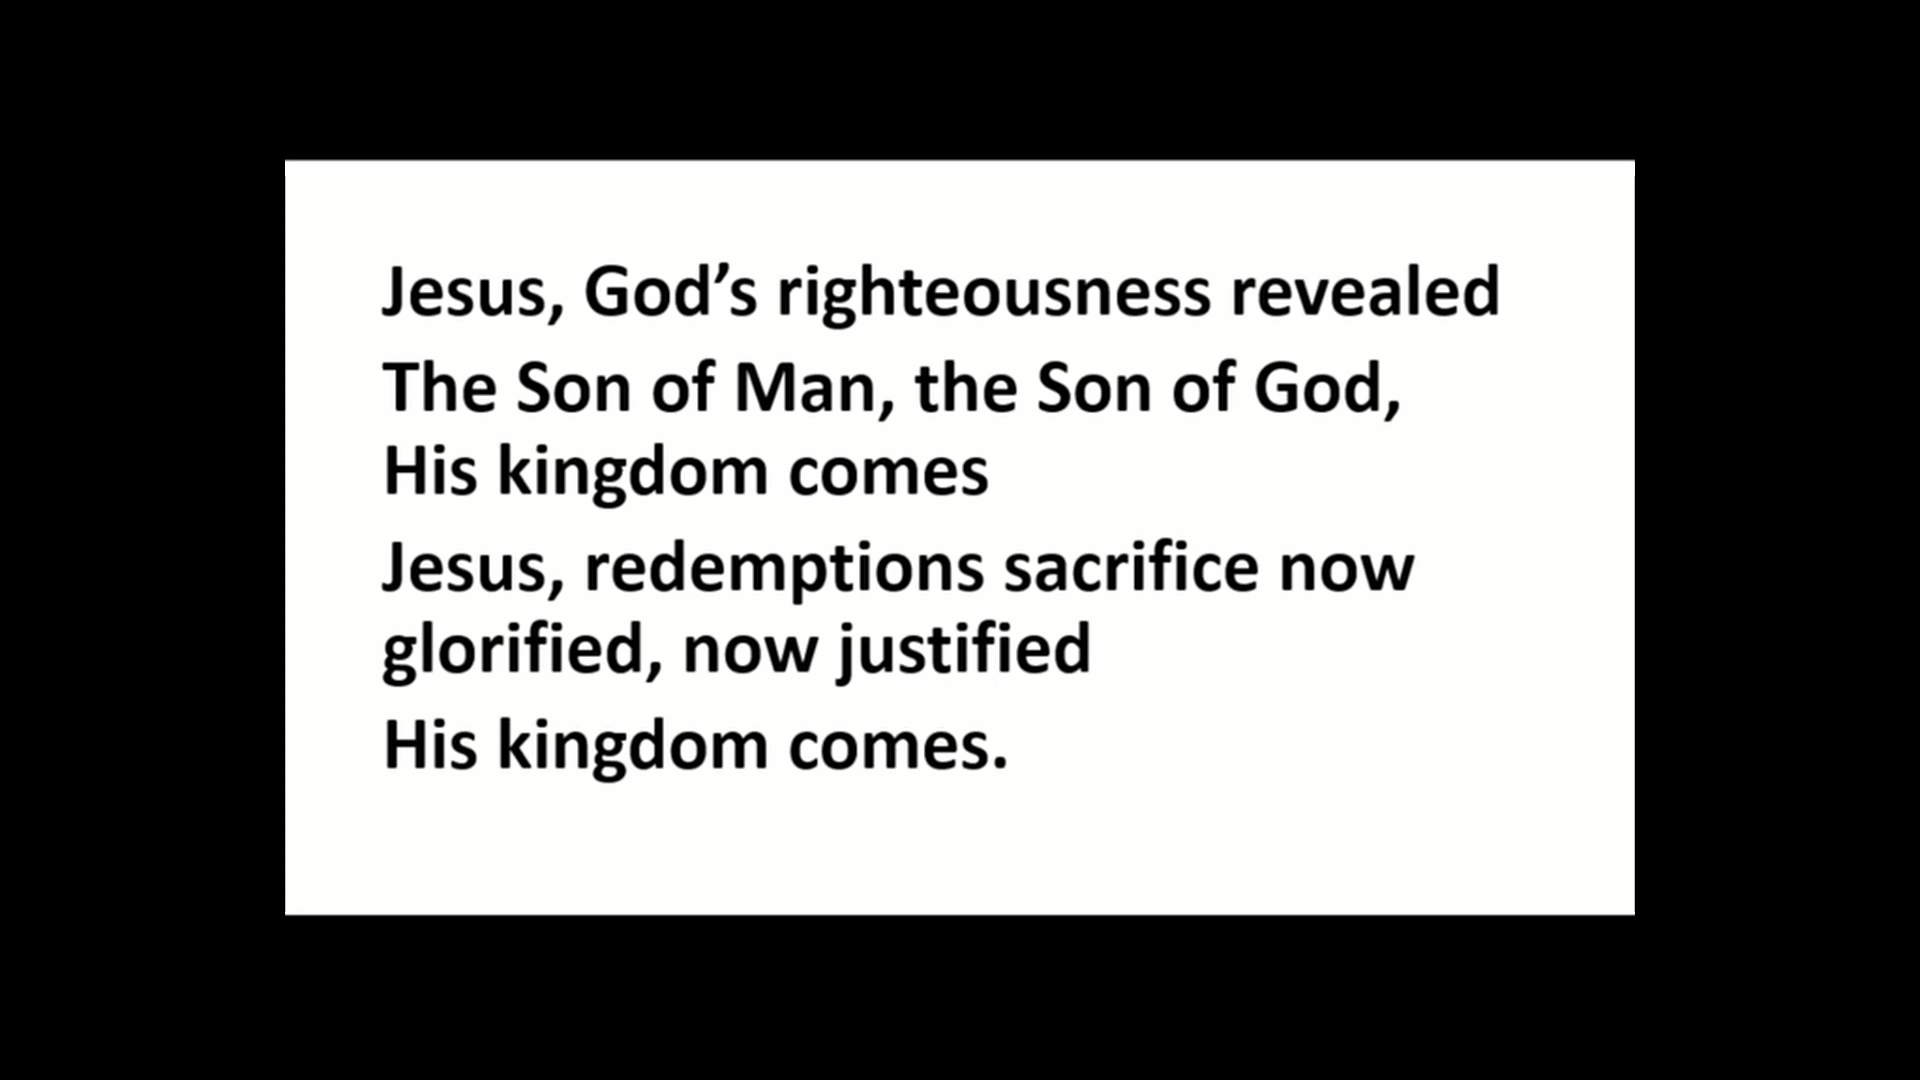 Jesus, God’s righteousness revealed
The Son of Man, the Son of God,
His kingdom comes
Jesus, redemptions sacrifice now
glorified, now justified
His kingdom comes.